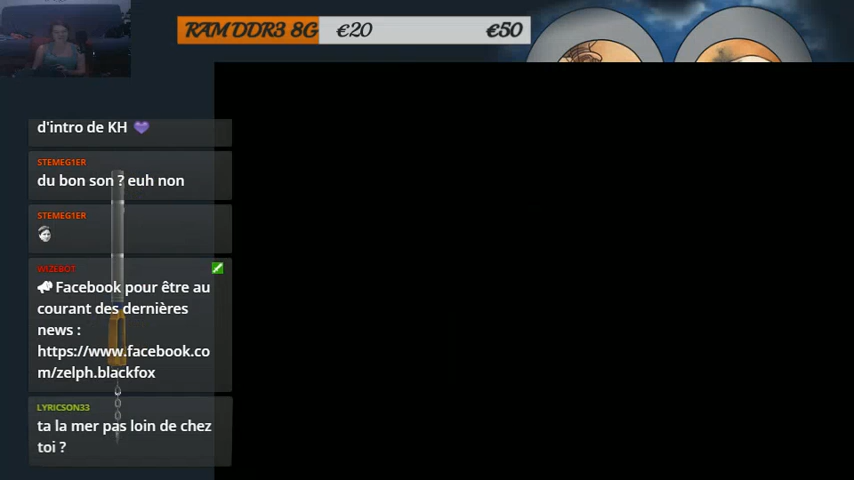 RAM DDR3 8G €20 €50
d'intro de KH 💜
STEMEG1ER
du bon son ? euh non
STEMEG1ER
WIZEBOT
Facebook pour être au
courant des dernières
news :
https://www.facebook.co
m/zelph.blackfox
LYRICSON33
ta la mer pas loin de chez
toi ?